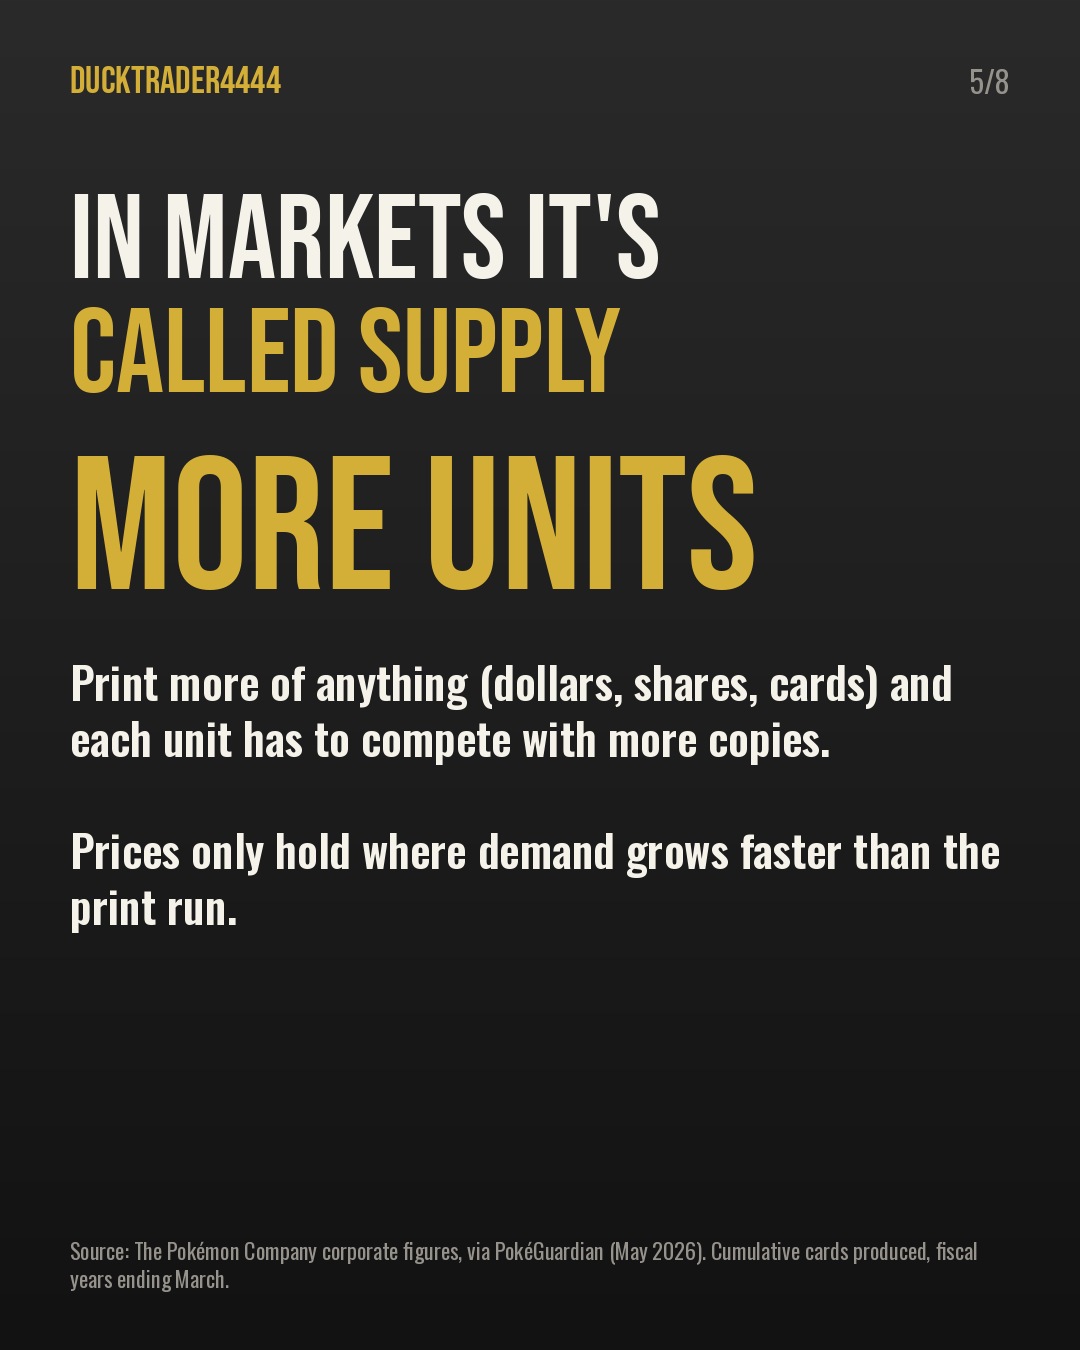 DUCKTRADER4444
5/8
IN MARKETS IT'S
CALLED SUPPLY
MORE UNITS
Print more of anything (dollars, shares, cards) and
each unit has to compete with more copies.
Prices only hold where demand grows faster than the
print run.
Source: The Pokémon Company corporate figures, via PokéGuardian (May 2026). Cumulative cards produced, fiscal
years ending March.